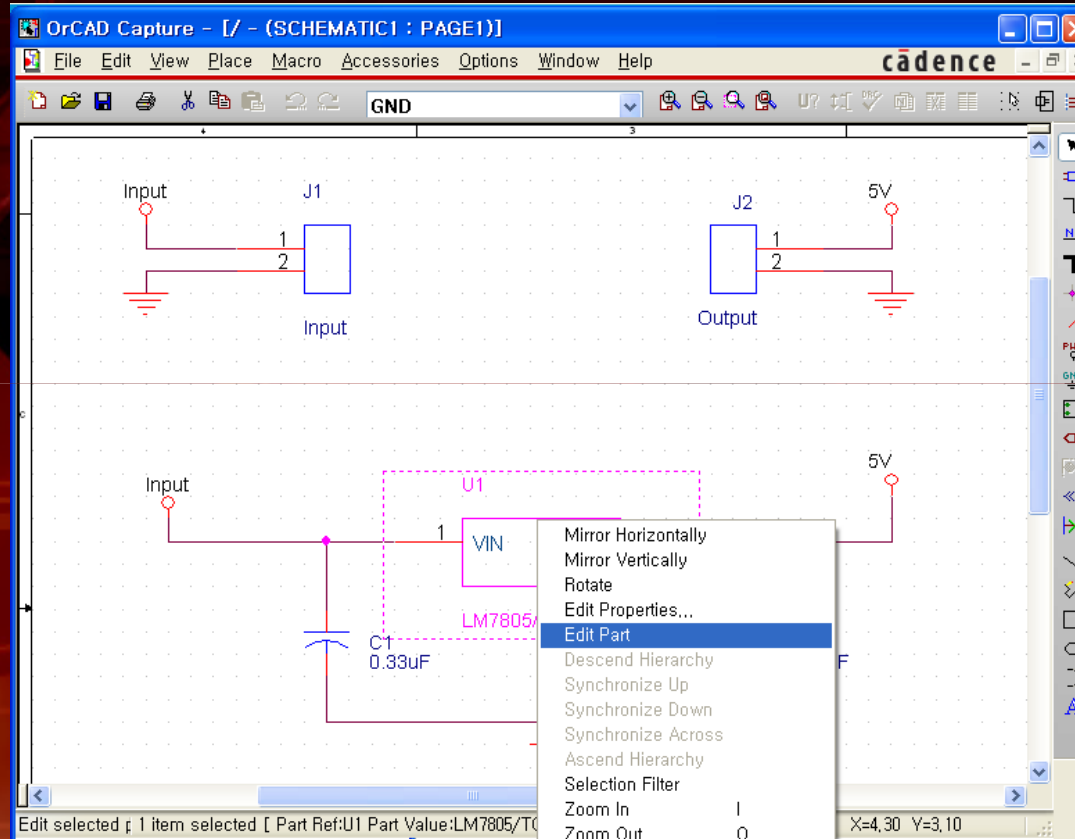 OrCAD Capture - [/ - (SCHEMATIC1 : PAGE1)]
File Edit View Place Macro Accessories Options Window Help cādence
GND U?
4 3
Input J1 J2 5V
1 1
2 2
Input Output
C
Input U1 5V
1 VIN
LM7805/
C1
0.33uF F
Mirror Horizontally
Mirror Vertically
Rotate
Edit Properties...
Edit Part
Descend Hierarchy
Synchronize Up
Synchronize Down
Synchronize Across
Ascend Hierarchy
Selection Filter
Zoom In I
Zoom Out O
Edit selected p 1 item selected [ Part Ref:U1 Part Value:LM7805/TO X=4,30 Y=3,10